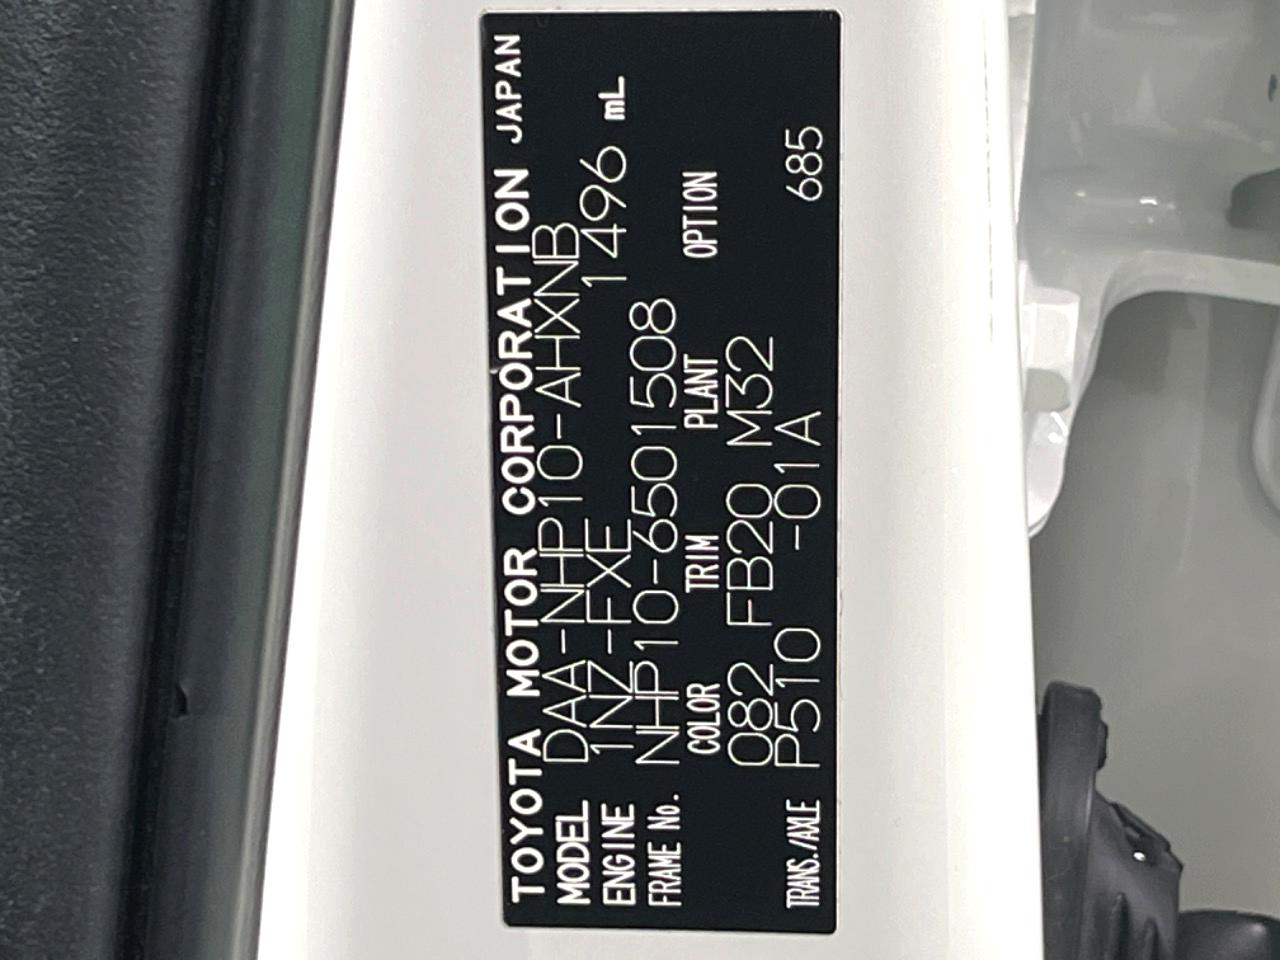 TOYOTA MOTOR CORPORATION JAPAN
MODEL DAA-NHP10-AHXNB
ENGINE 1NZ-FXE 1496 mL
FRAME No. NHP10-6501508
COLOR TRIM PLANT OPTION
082 FB20 M32
TRANS./AXLE P510 -01A 685